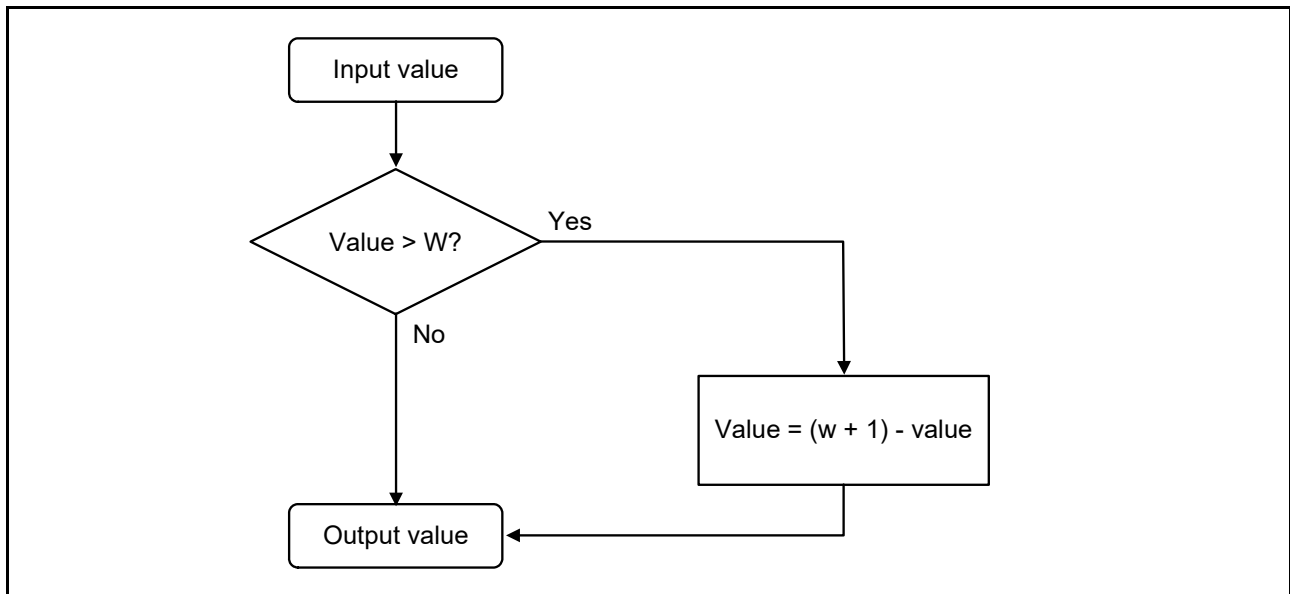 Input value
Value > W?
Yes
No
Value = (w + 1) - value
Output value